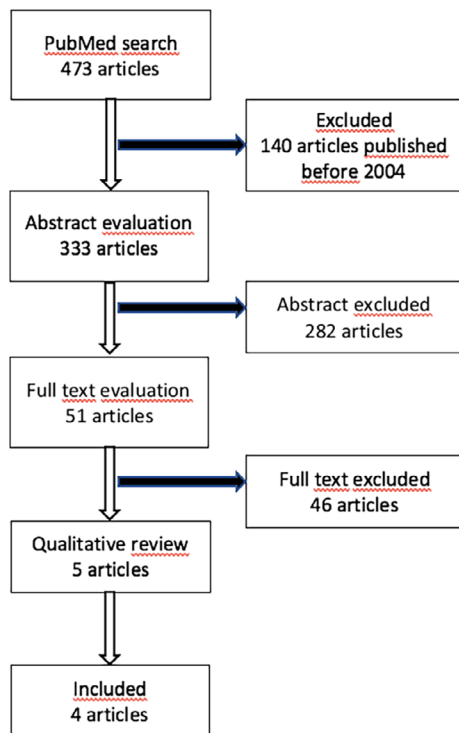 PubMed search
473 articles
Excluded
140 articles published
before 2004
Abstract evaluation
333 articles
Abstract excluded
282 articles
Full text evaluation
51 articles
Full text excluded
46 articles
Qualitative review
5 articles
Included
4 articles